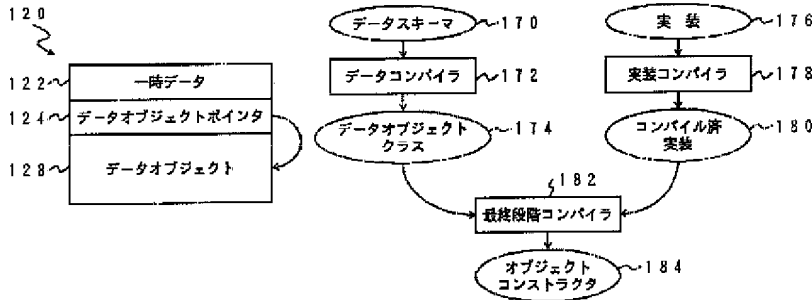 120
122
一時データ
124
データオブジェクトポインタ
128
データオブジェクト
データスキーマ
170
データコンパイラ
172
データオブジェクト
クラス
174
実 装
176
実装コンパイラ
178
コンパイル済
実装
180
182
最終段階コンパイラ
オブジェクト
コンストラクタ
184